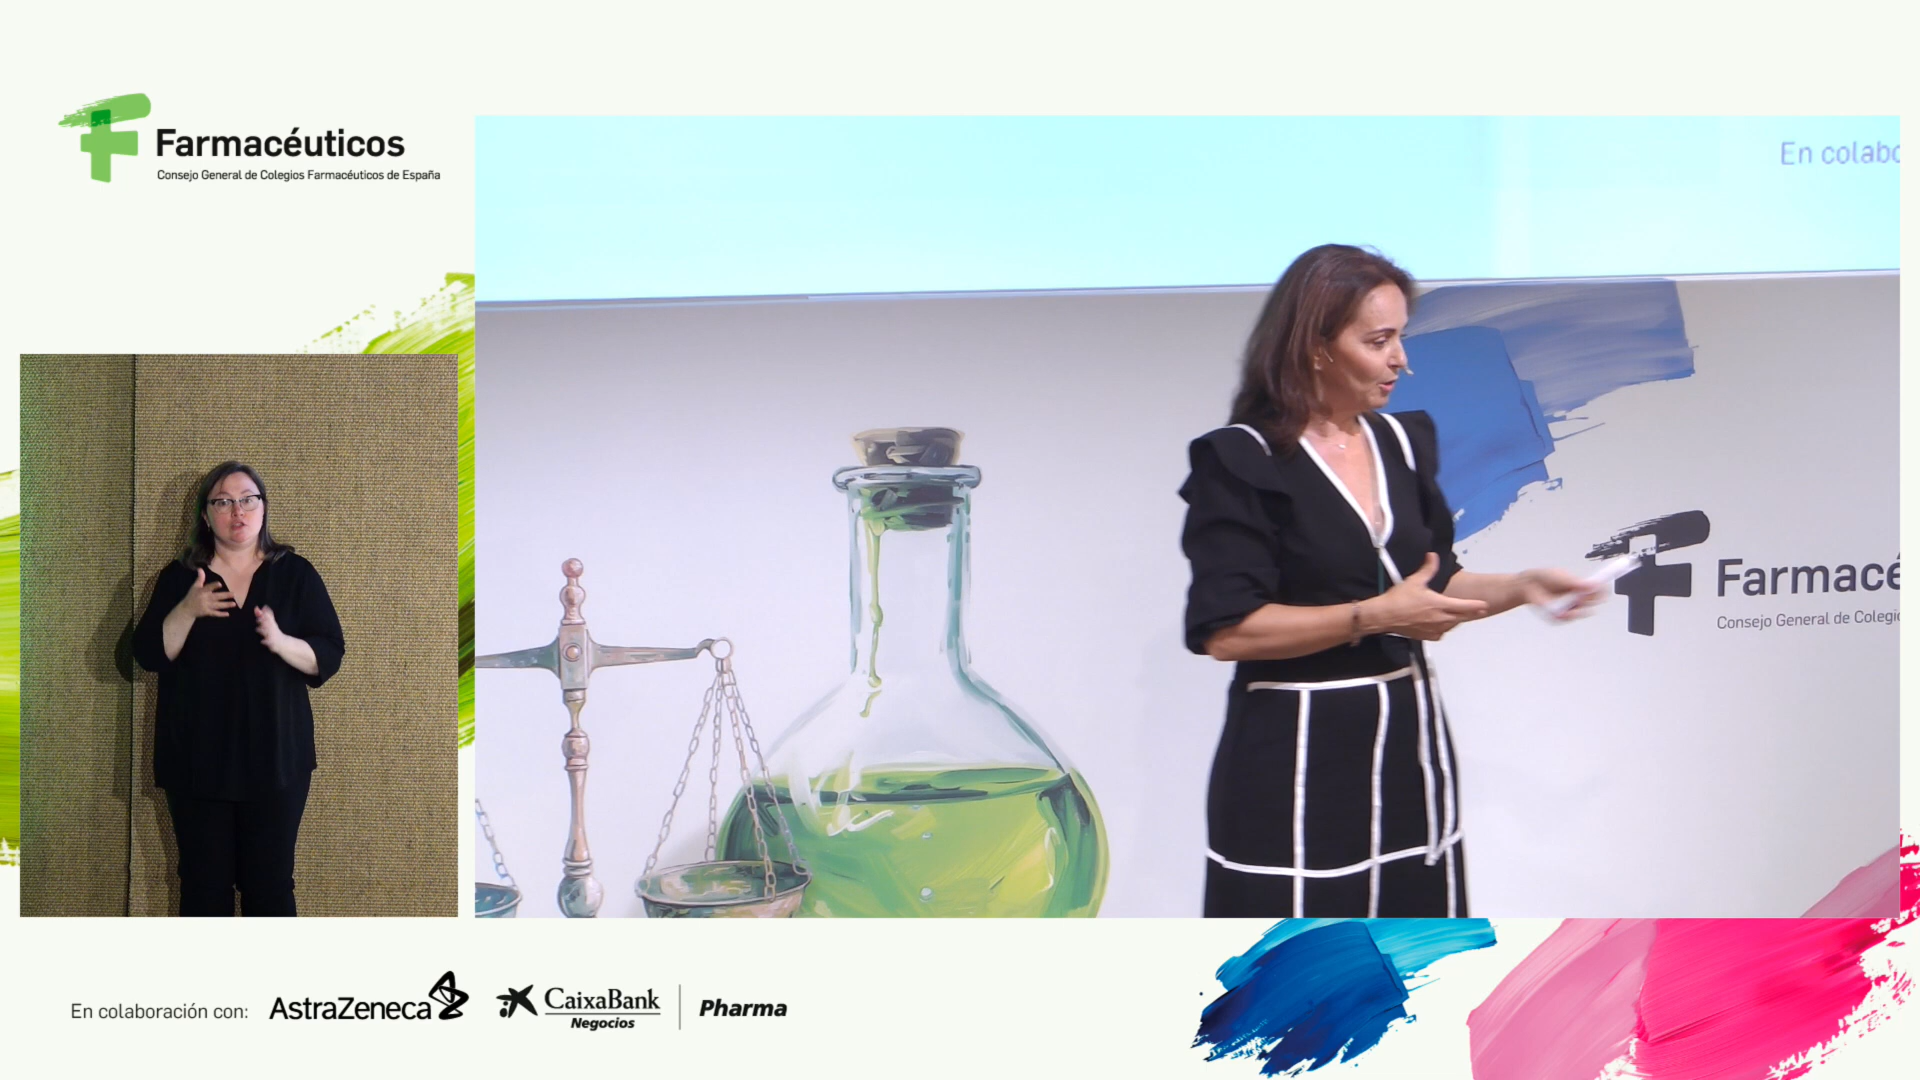 Farmacéuticos
Consejo General de Colegios Farmacéuticos de España
En colabo
Farmacé
Consejo General de Colegio
En colaboración con:
AstraZeneca
CaixaBank
Negocios
Pharma